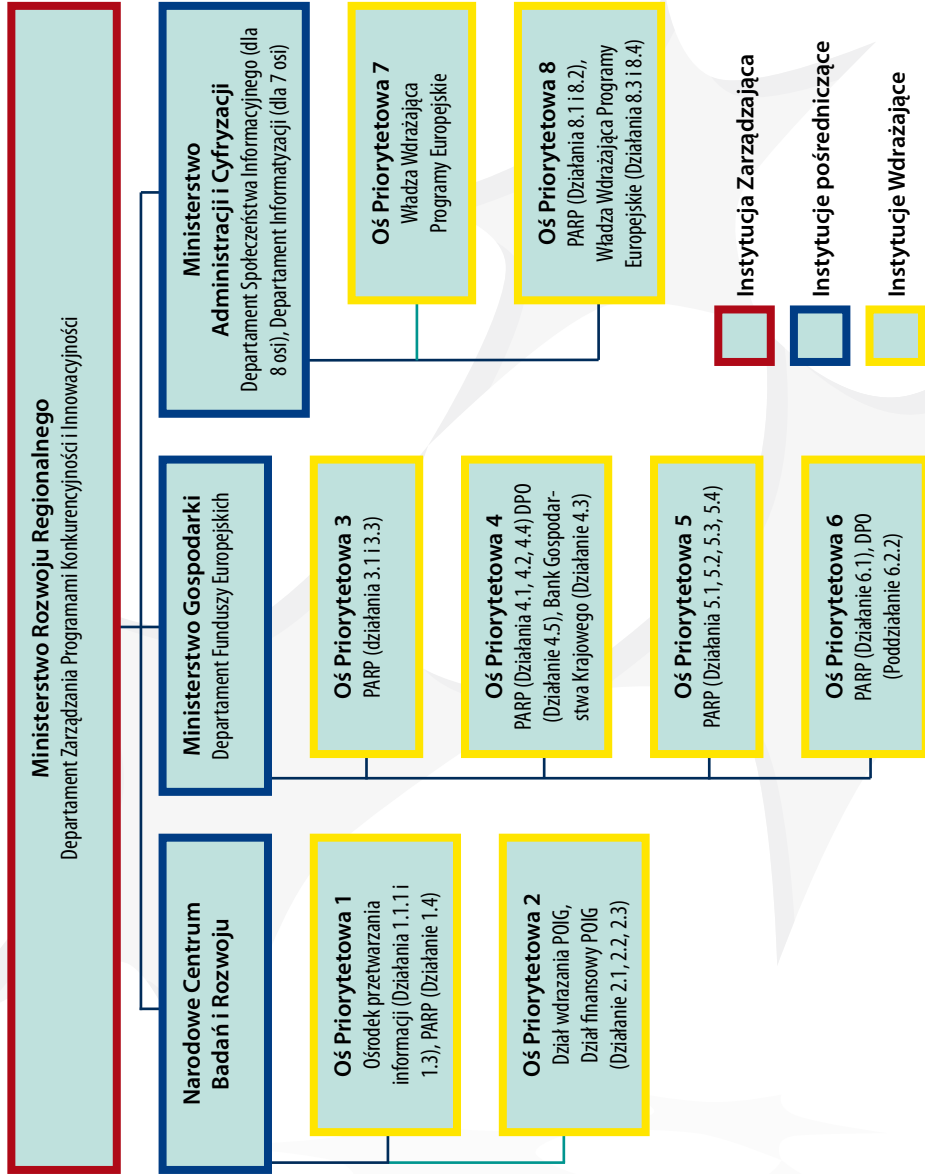 Ministerstwo Rozwoju Regionalnego
Departament Zarządzania Programami Konkurencyjności i Innowacyjności
Narodowe Centrum
Badań i Rozwoju
Oś Priorytetowa 1
Ośrodek przetwarzania
informacji (Działania 1.1.1 i
1.3), PARP (Działanie 1.4)
Oś Priorytetowa 2
Dział wdrazania POIG,
Dział finansowy POIG
(Działanie 2.1, 2.2, 2.3)
Ministerstwo Gospodarki
Departament Funduszy Europejskich
Oś Priorytetowa 3
PARP (działania 3.1 i 3.3)
Oś Priorytetowa 4
PARP (Działania 4.1, 4.2, 4.4) DPO
(Działanie 4.5), Bank Gospodar-
stwa Krajowego (Działanie 4.3)
Oś Priorytetowa 5
PARP (Działania 5.1, 5.2, 5.3, 5.4)
Oś Priorytetowa 6
PARP (Działanie 6.1), DPO
(Poddziałanie 6.2.2)
Ministerstwo
Administracji i Cyfryzacji
Departament Społeczeństwa Informacyjnego (dla
8 osi), Departament Informatyzacji (dla 7 osi)
Oś Priorytetowa 7
Władza Wdrażająca
Programy Europejskie
Oś Priorytetowa 8
PARP (Działania 8.1 i 8.2),
Władza Wdrażająca Programy
Europejskie (Działania 8.3 i 8.4)
Instytucja Zarządzająca
Instytucje pośredniczące
Instytucje Wdrażające